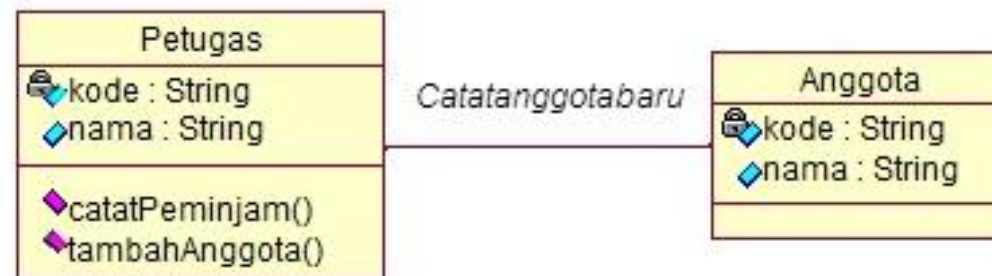 Petugas
kode : String
nama : String
catatPeminjam()
tambahAnggota()
Catatanggotabaru
Anggota
kode : String
nama : String